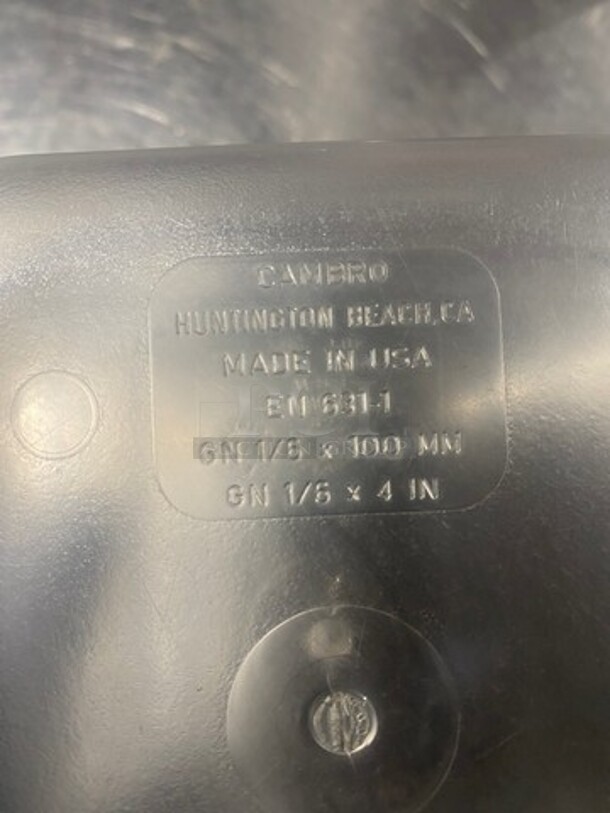 CAMBRO
HUNTINGTON BEACH, CA
MADE IN USA
EN 631-1
GN 1/6 x 100 MM
GN 1/6 x 4 IN